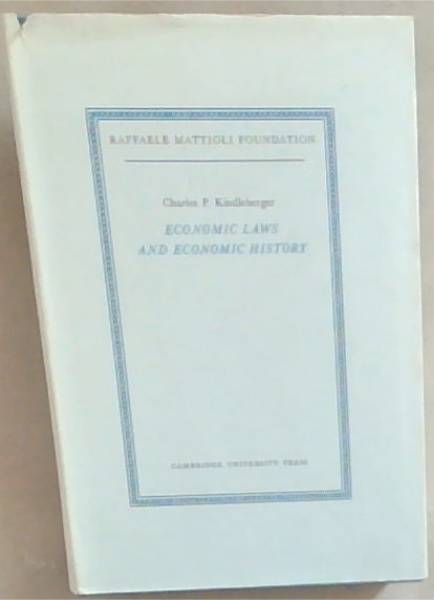 RAFFAELE MATTIOLI FOUNDATION
Charles P. Kindleberger
ECONOMIC LAWS
AND ECONOMIC HISTORY
CAMBRIDGE UNIVERSITY PRESS